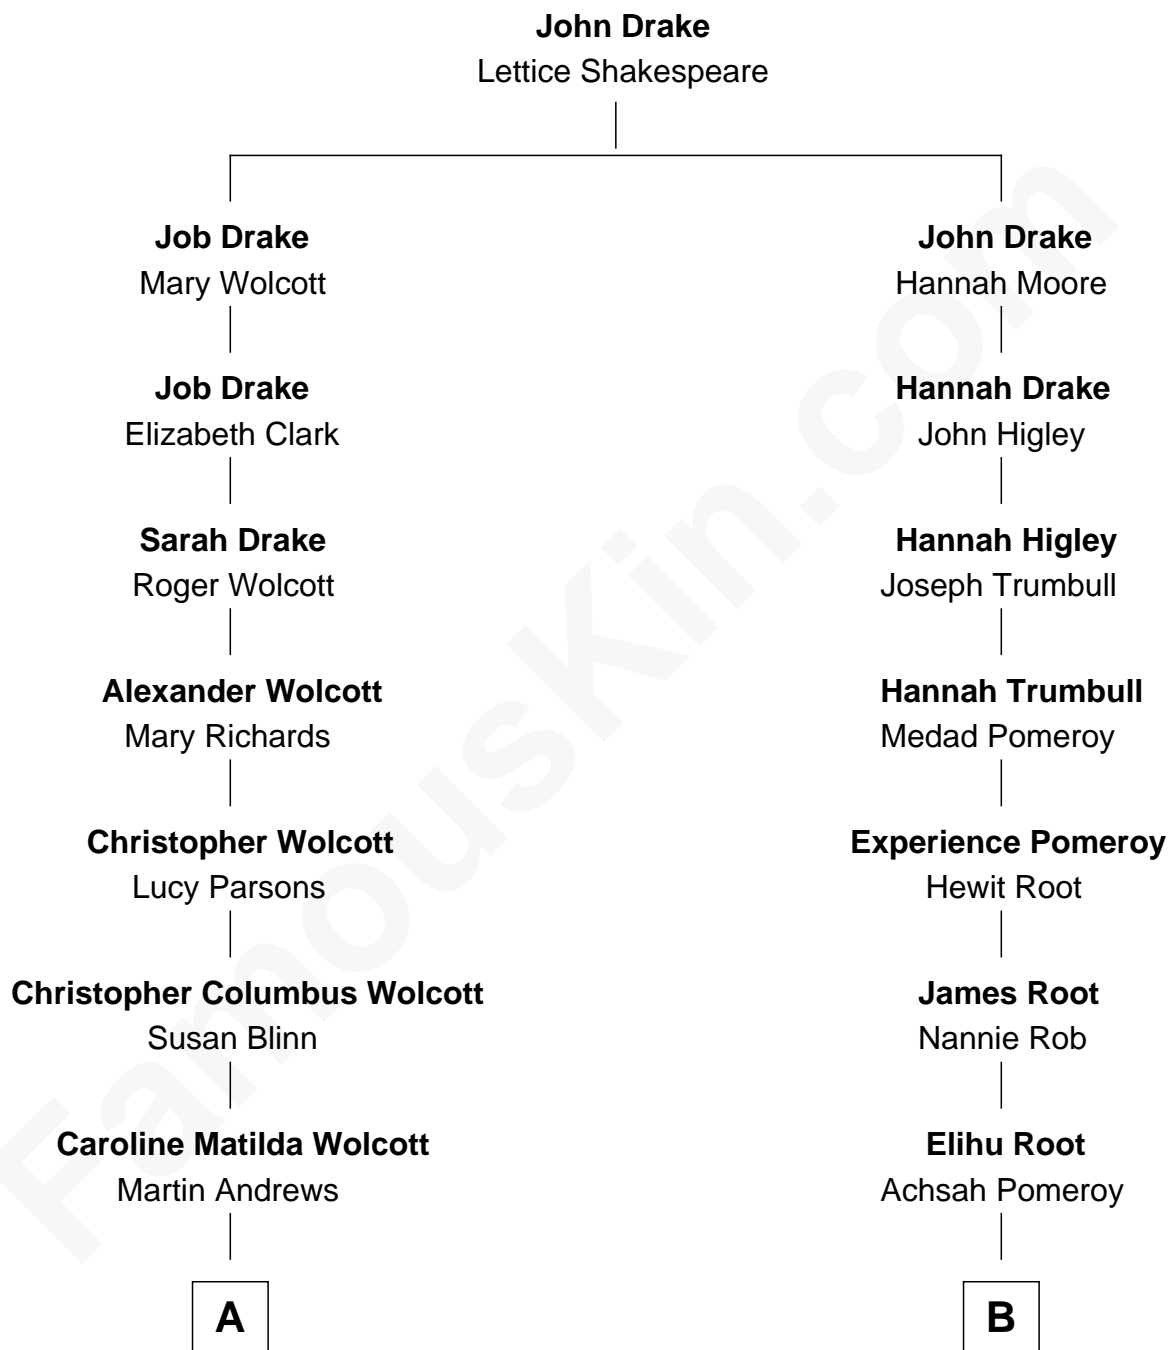 John Drake
Lettice Shakespeare
Job Drake
Mary Wolcott
Job Drake
Elizabeth Clark
Sarah Drake
Roger Wolcott
Alexander Wolcott
Mary Richards
Christopher Wolcott
Lucy Parsons
Christopher Columbus Wolcott
Susan Blinn
Caroline Matilda Wolcott
Martin Andrews
A
John Drake
Hannah Moore
Hannah Drake
John Higley
Hannah Higley
Joseph Trumbull
Hannah Trumbull
Medad Pomeroy
Experience Pomeroy
Hewit Root
James Root
Nannie Rob
Elihu Root
Achsah Pomeroy
B
FamousKin.com